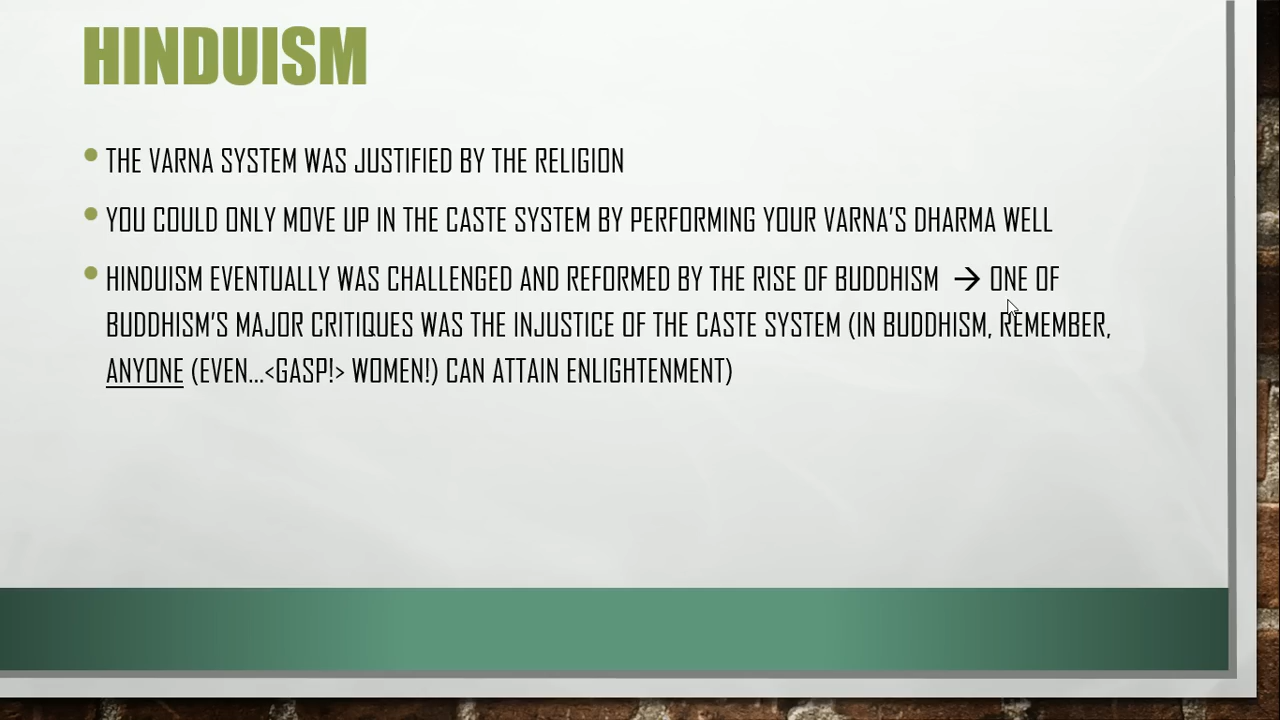 HINDUISM
THE VARNA SYSTEM WAS JUSTIFIED BY THE RELIGION
YOU COULD ONLY MOVE UP IN THE CASTE SYSTEM BY PERFORMING YOUR VARNA'S DHARMA WELL
HINDUISM EVENTUALLY WAS CHALLENGED AND REFORMED BY THE RISE OF BUDDHISM → ONE OF
BUDDHISM'S MAJOR CRITIQUES WAS THE INJUSTICE OF THE CASTE SYSTEM (IN BUDDHISM, REMEMBER,
ANYONE (EVEN…<GASP!> WOMEN!) CAN ATTAIN ENLIGHTENMENT)